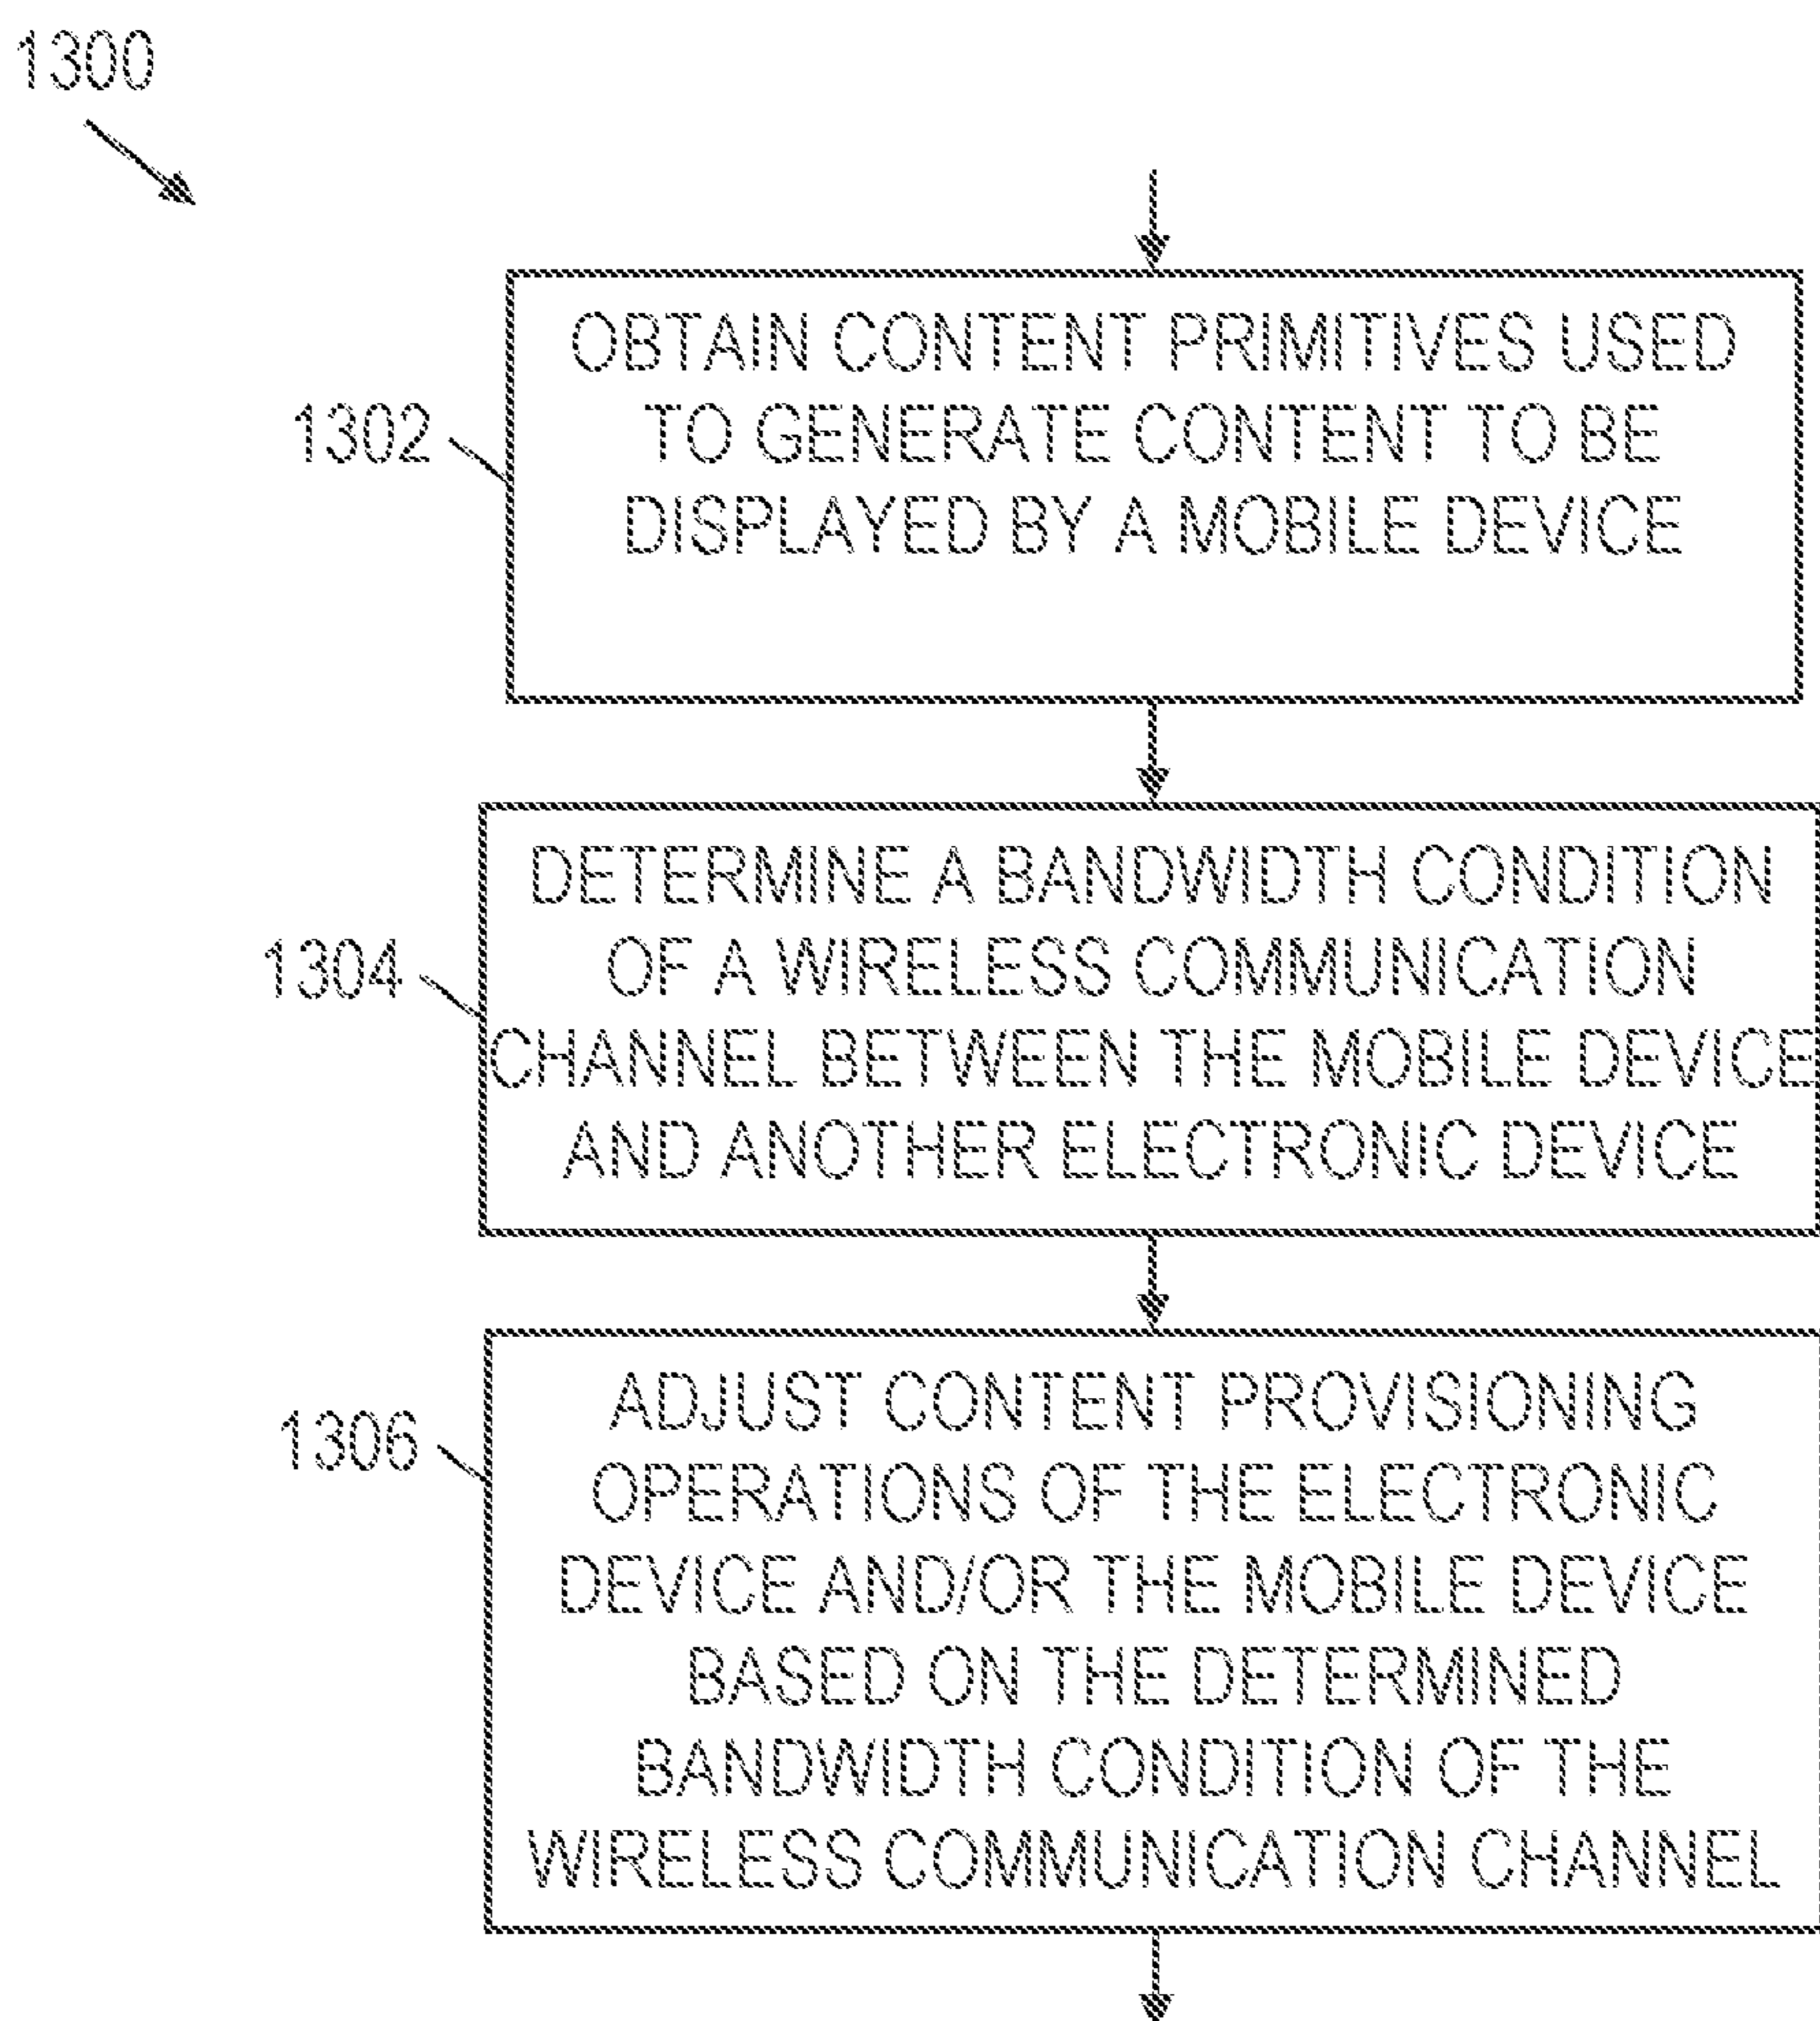 1300
1302
OBTAIN CONTENT PRIMITIVES USED
TO GENERATE CONTENT TO BE
DISPLAYED BY A MOBILE DEVICE
1304
DETERMINE A BANDWIDTH CONDITION
OF A WIRELESS COMMUNICATION
CHANNEL BETWEEN THE MOBILE DEVICE
AND ANOTHER ELECTRONIC DEVICE
1306
ADJUST CONTENT PROVISIONING
OPERATIONS OF THE ELECTRONIC
DEVICE AND/OR THE MOBILE DEVICE
BASED ON THE DETERMINED
BANDWIDTH CONDITION OF THE
WIRELESS COMMUNICATION CHANNEL